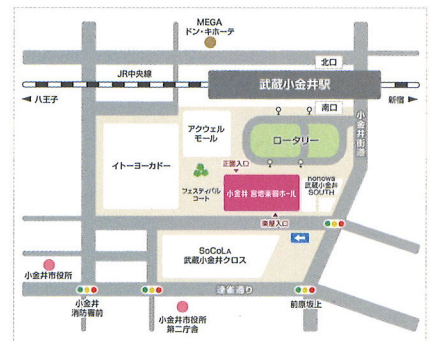 MEGA
ドン・キホーテ
北口
JR中央線
武蔵小金井駅
八王子
新宿
南口
小金井街道
アクウェル
モール
ロータリー
イトーヨーカドー
正面入口
フェスティバル
コート
小金井 宮地楽器ホール
nonowa
武蔵小金井
SOUTH
楽屋入口
SoCoLA
武蔵小金井クロス
小金井市役所
連雀通り
小金井
消防署前
小金井市役所
第二庁舎
前原坂上